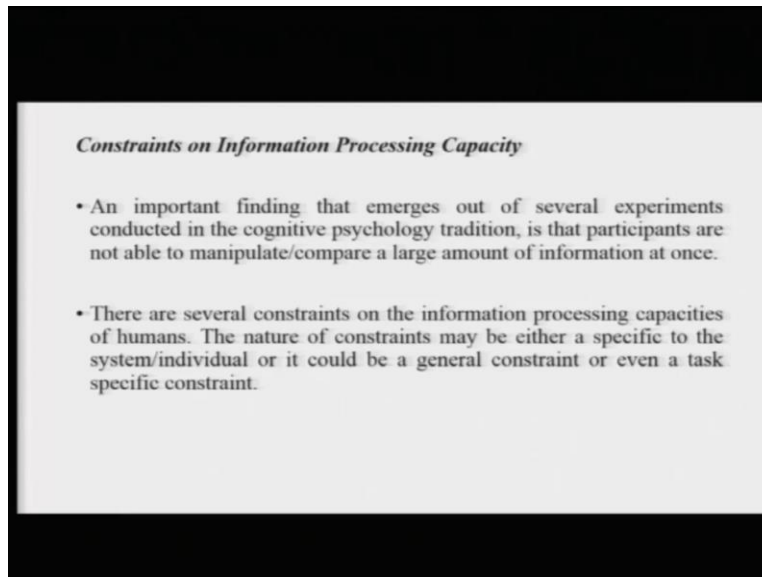 Constraints on Information Processing Capacity
• An important finding that emerges out of several experiments
conducted in the cognitive psychology tradition, is that participants are
not able to manipulate/compare a large amount of information at once.
• There are several constraints on the information processing capacities
of humans. The nature of constraints may be either a specific to the
system/individual or it could be a general constraint or even a task
specific constraint.